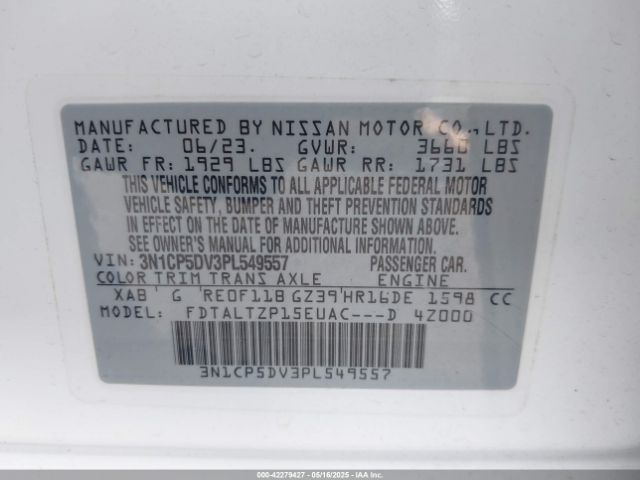 MANUFACTURED BY NISSAN MOTOR CO., LTD.
DATE: 06/23. GVWR: 3660 LBS
GAWR FR: 1929 LBS GAWR RR: 1731 LBS
THIS VEHICLE CONFORMS TO ALL APPLICABLE FEDERAL MOTOR
VEHICLE SAFETY, BUMPER AND THEFT PREVENTION STANDARDS
IN EFFECT ON THE DATE OF MANUFACTURE SHOWN ABOVE.
SEE OWNER'S MANUAL FOR MORE INFORMATION
VIN: 3N1CP5DV3PL549557 PASSENGER CAR.
COLOR TRIM TRANS AXLE ENGINE
XAB G RE0F11B GZ39 HR16DE 1598 CC
MODEL: FDTALTZP15EUAC---D 4Z000
3N1CP5DV3PL549557
000-42279427 - 05/16/2025 - IAA Inc.